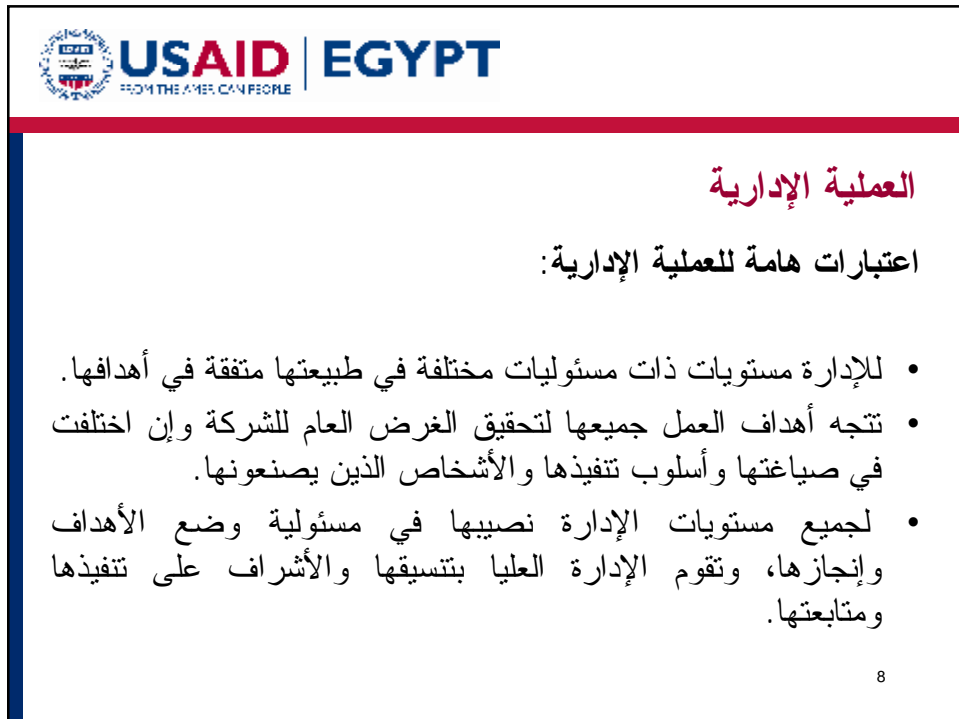 USAID | EGYPT
FROM THE AMERICAN PEOPLE
العملية الإدارية
اعتبارات هامة للعملية الإدارية:
• للإدارة مستويات ذات مسئوليات مختلفة في طبيعتها متفقة في أهدافها.
• تتجه أهداف العمل جميعها لتحقيق الغرض العام للشركة وإن اختلفت
في صياغتها وأسلوب تنفيذها والأشخاص الذين يصنعونها.
• لجميع مستويات الإدارة نصيبها في مسئولية وضع الأهداف
وإنجازها، وتقوم الإدارة العليا بتنسيقها والأشراف على تنفيذها
ومتابعتها.
8